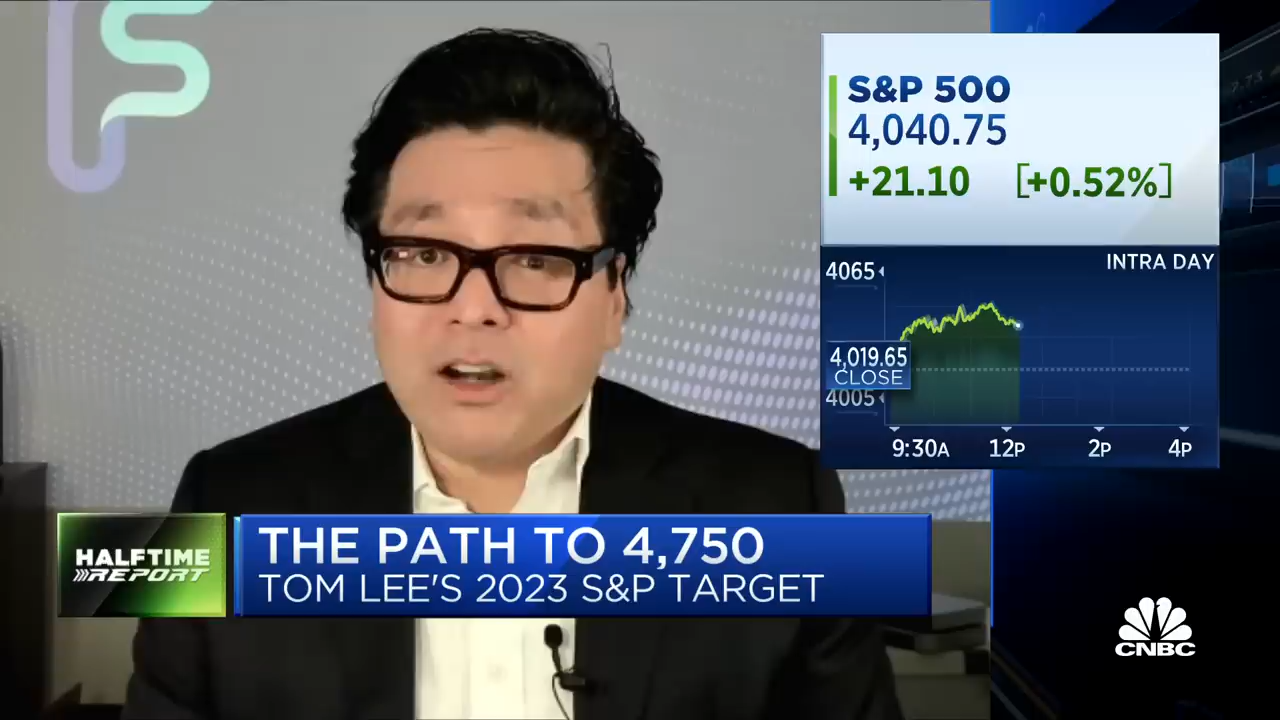 S&P 500
4,040.75
+21.10 [+0.52%]
INTRA DAY
4065
4,019.65
CLOSE
4005
9:30A 12P 2P 4P
HALFTIME
REPORT
THE PATH TO 4,750
TOM LEE'S 2023 S&P TARGET
CNBC